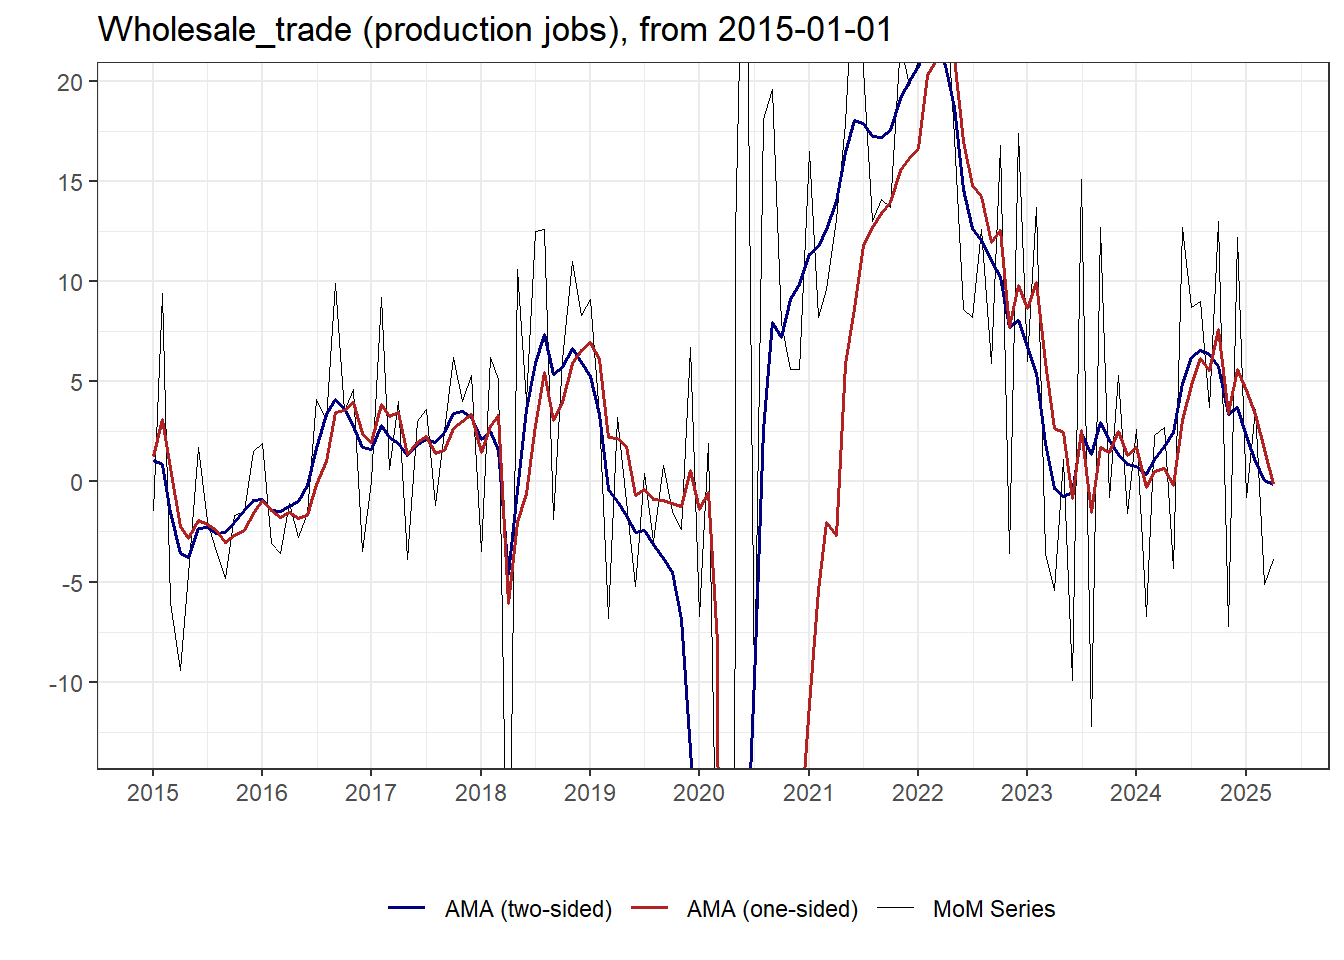 Wholesale_trade (production jobs), from 2015-01-01
20
15
10
5
0
-5
-10
2015 2016 2017 2018 2019 2020 2021 2022 2023 2024 2025
AMA (two-sided) AMA (one-sided) MoM Series